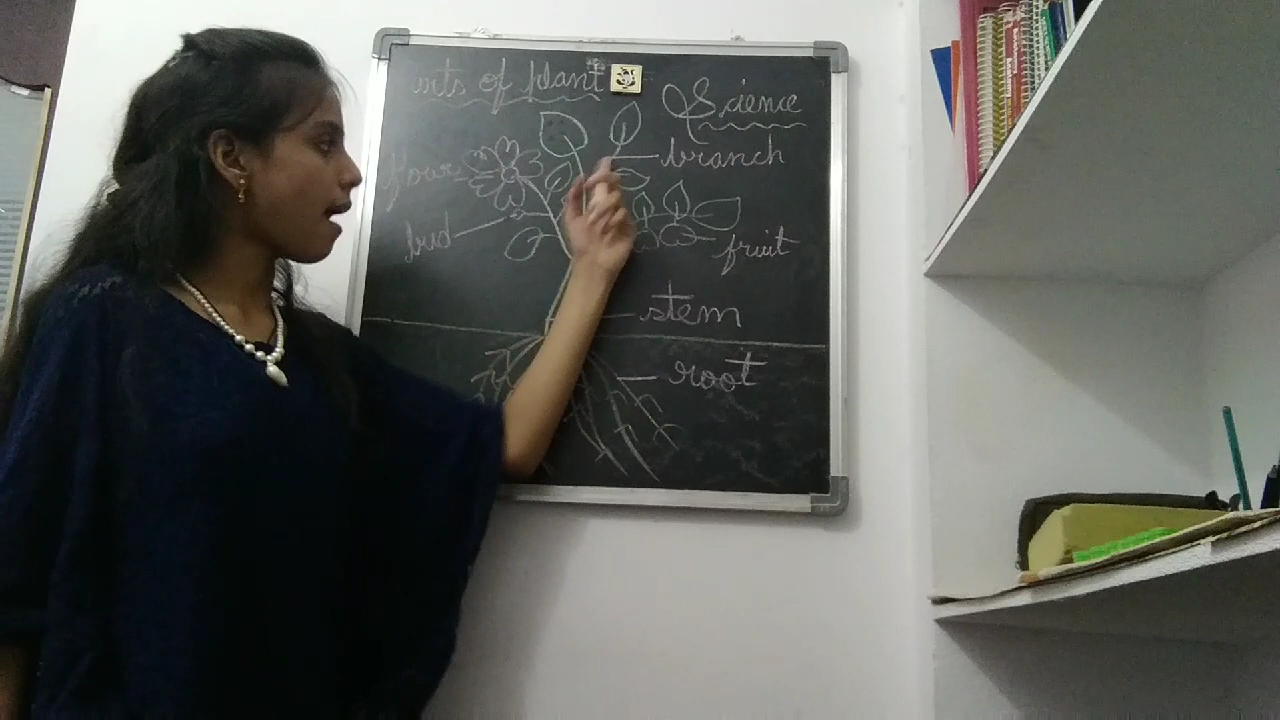 arts of plant
Science
branch
flower
bud
fruit
stem
root